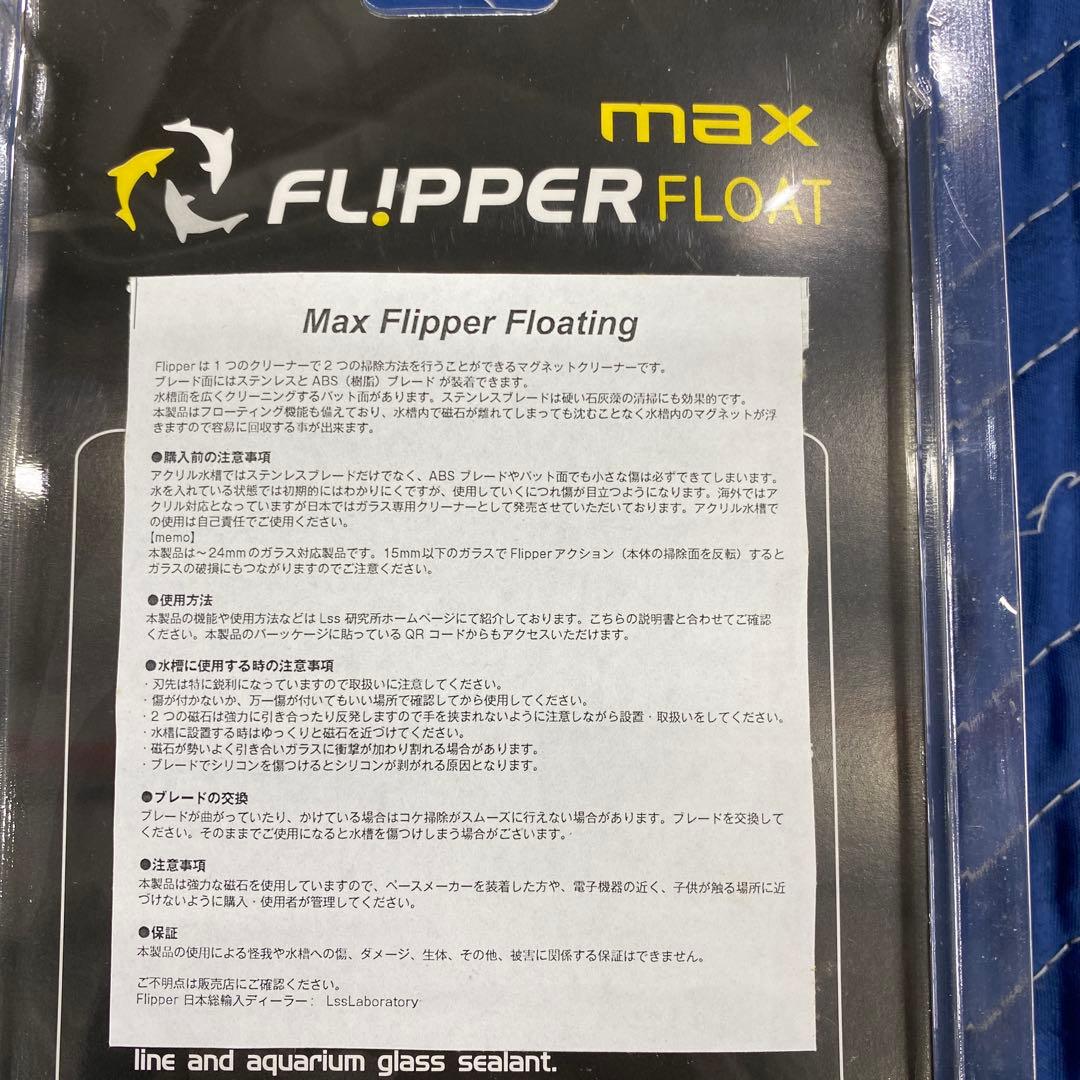 max
FL!PPER FLOAT
Max Flipper Floating
Flipperは1つのクリーナーで2つの掃除方法を行うことができるマグネットクリーナーです。
ブレード面にはステンレスとABS（樹脂）ブレード が装着できます。
水槽面を広くクリーニングするパット面があります。ステンレスブレードは硬い石灰藻の清掃にも効果的です。
本製品はフローティング機能も備えており、水槽内で磁石が離れてしまっても沈むことなく水槽内のマグネットが浮
きますので容易に回収する事が出来ます。
●購入前の注意事項
アクリル水槽ではステンレスブレードだけでなく、ABS ブレードやパット面でも小さな傷は必ずできてしまいます。
水を入れている状態では初期的にはわかりにくですが、使用していくにつれ傷が目立つようになります。海外ではア
クリル対応となっていますが日本ではガラス専用クリーナーとして発売させていただいております。アクリル水槽で
の使用は自己責任でご使用ください。
【memo】
本製品は～24mmのガラス対応製品です。15mm以下のガラスでFlipperアクション（本体の掃除面を反転）すると
ガラスの破損にもつながりますのでご注意ください。
●使用方法
本製品の機能や使用方法などは Lss 研究所ホームページにて紹介しております。こちらの説明書と合わせてご確認
ください。本製品のパーッケージに貼っている QR コードからもアクセスいただけます。
●水槽に使用する時の注意事項
・刃先は特に鋭利になっていますので取扱いに注意してください。
・傷が付かないか、万一傷が付いてもいい場所で確認してから使用してください。
・２つの磁石は強力に引き合ったり反発しますので手を挟まれないように注意しながら設置・取扱いをしてください。
・水槽に設置する時はゆっくりと磁石を近づけてください。
・磁石が勢いよく引き合いガラスに衝撃が加わり割れる場合があります。
・ブレードでシリコンを傷つけるとシリコンが剥がれる原因となります。
●ブレードの交換
ブレードが曲がっていたり、かけている場合はコケ掃除がスムーズに行えない場合があります。ブレードを交換して
ください。そのままでご使用になると水槽を傷つけしまう場合がございます。
●注意事項
本製品は強力な磁石を使用していますので、ペースメーカーを装着した方や、電子機器の近く、子供が触る場所に近
づけないように購入・使用者が管理してください。
●保証
本製品の使用による怪我や水槽への傷、ダメージ、生体、その他、被害に関係する保証はできません。
ご不明点は販売店にご確認ください。
Flipper 日本総輸入ディーラー： LssLaboratory
line and aquarium glass sealant.